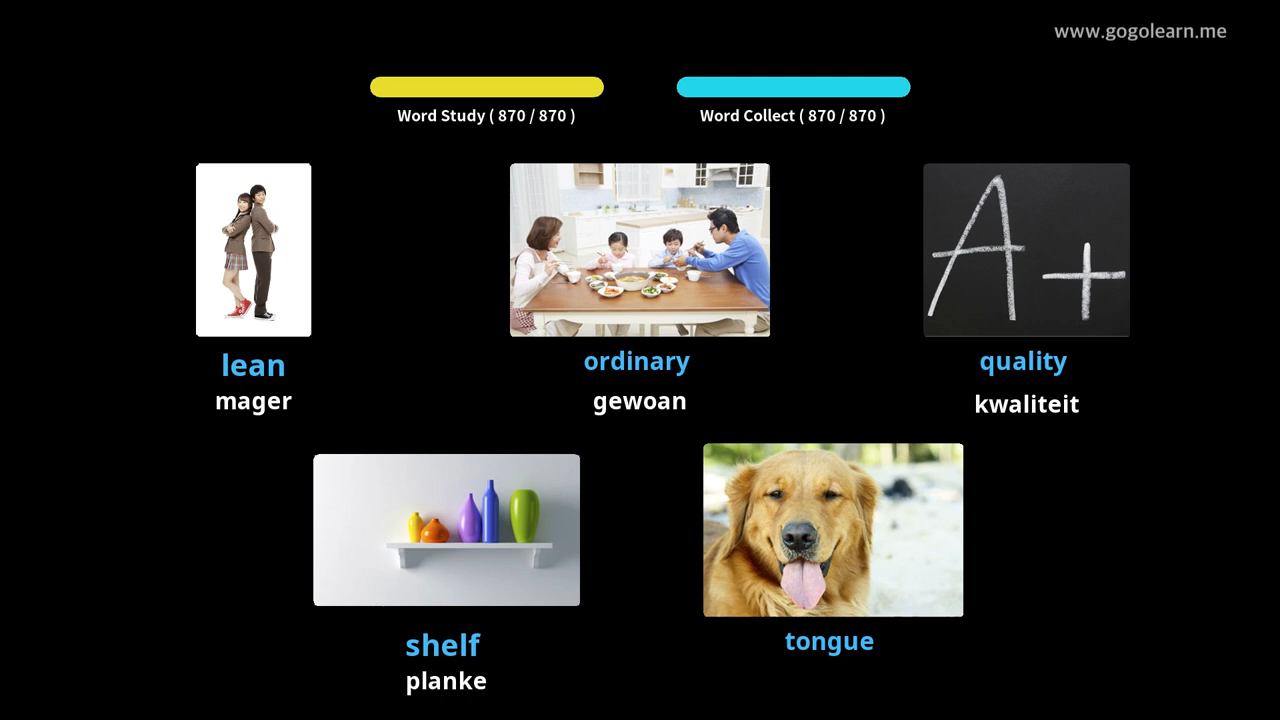 www.gogolearn.me
Word Study ( 870 / 870 )
Word Collect ( 870 / 870 )
A+
lean
mager
ordinary
gewoan
quality
kwaliteit
shelf
planke
tongue